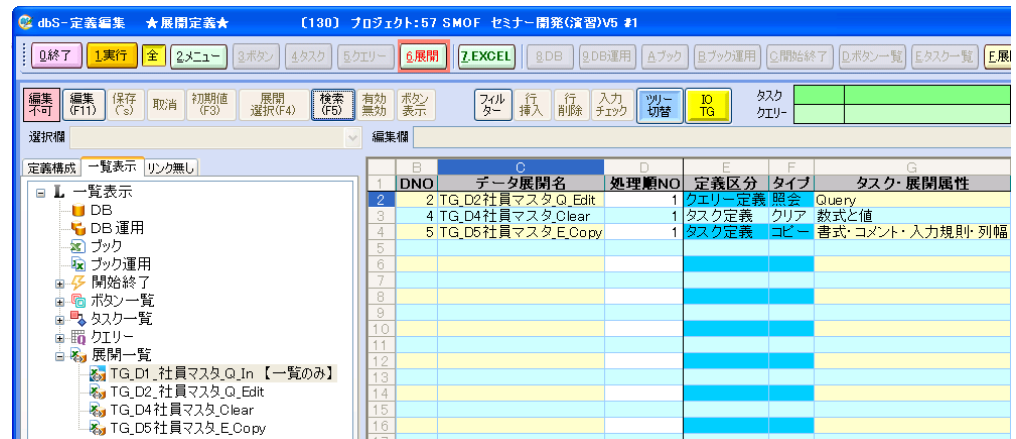 dbS-定義編集　★展開定義★　〔130〕プロジェクト:57 SMOF セミナー開発(演習)V5 #1
0.終了 1.実行 全 2.メニュー 3.ボタン 4.タスク 5.クエリー 6.展開 7.EXCEL 8.DB 9.DB運用 A.ブック B.ブック運用 C.開始終了 D.ボタン一覧 E.タスク一覧 F.展
編集不可 編集(F11) 保存(^s) 取消 初期値(F3) 展開選択(F4) 検索(F5) 有効無効 ボタン表示 フィルター 行挿入 行削除 入力チェック ツリー切替 IO TG タスク クエリー
選択欄 編集欄
定義構成 一覧表示 リンク無し
一覧表示
DB
DB運用
ブック
ブック運用
開始終了
ボタン一覧
タスク一覧
クエリー
展開一覧
TG_D1_社員マスタ_Q_In 【一覧のみ】
TG_D2_社員マスタ_Q_Edit
TG_D4社員マスタ_Clear
TG_D5社員マスタ_E_Copy
B C D E F G
1 DNO データ展開名 処理順NO 定義区分 タイプ タスク・展開属性
2 2 TG_D2社員マスタ_Q_Edit 1 クエリー定義 照会 Query
3 4 TG_D4社員マスタ_Clear 1 タスク定義 クリア 数式と値
4 5 TG_D5社員マスタ_E_Copy 1 タスク定義 コピー 書式・コメント・入力規則・列幅
5
6
7
8
9
10
11
12
13
14
15
16